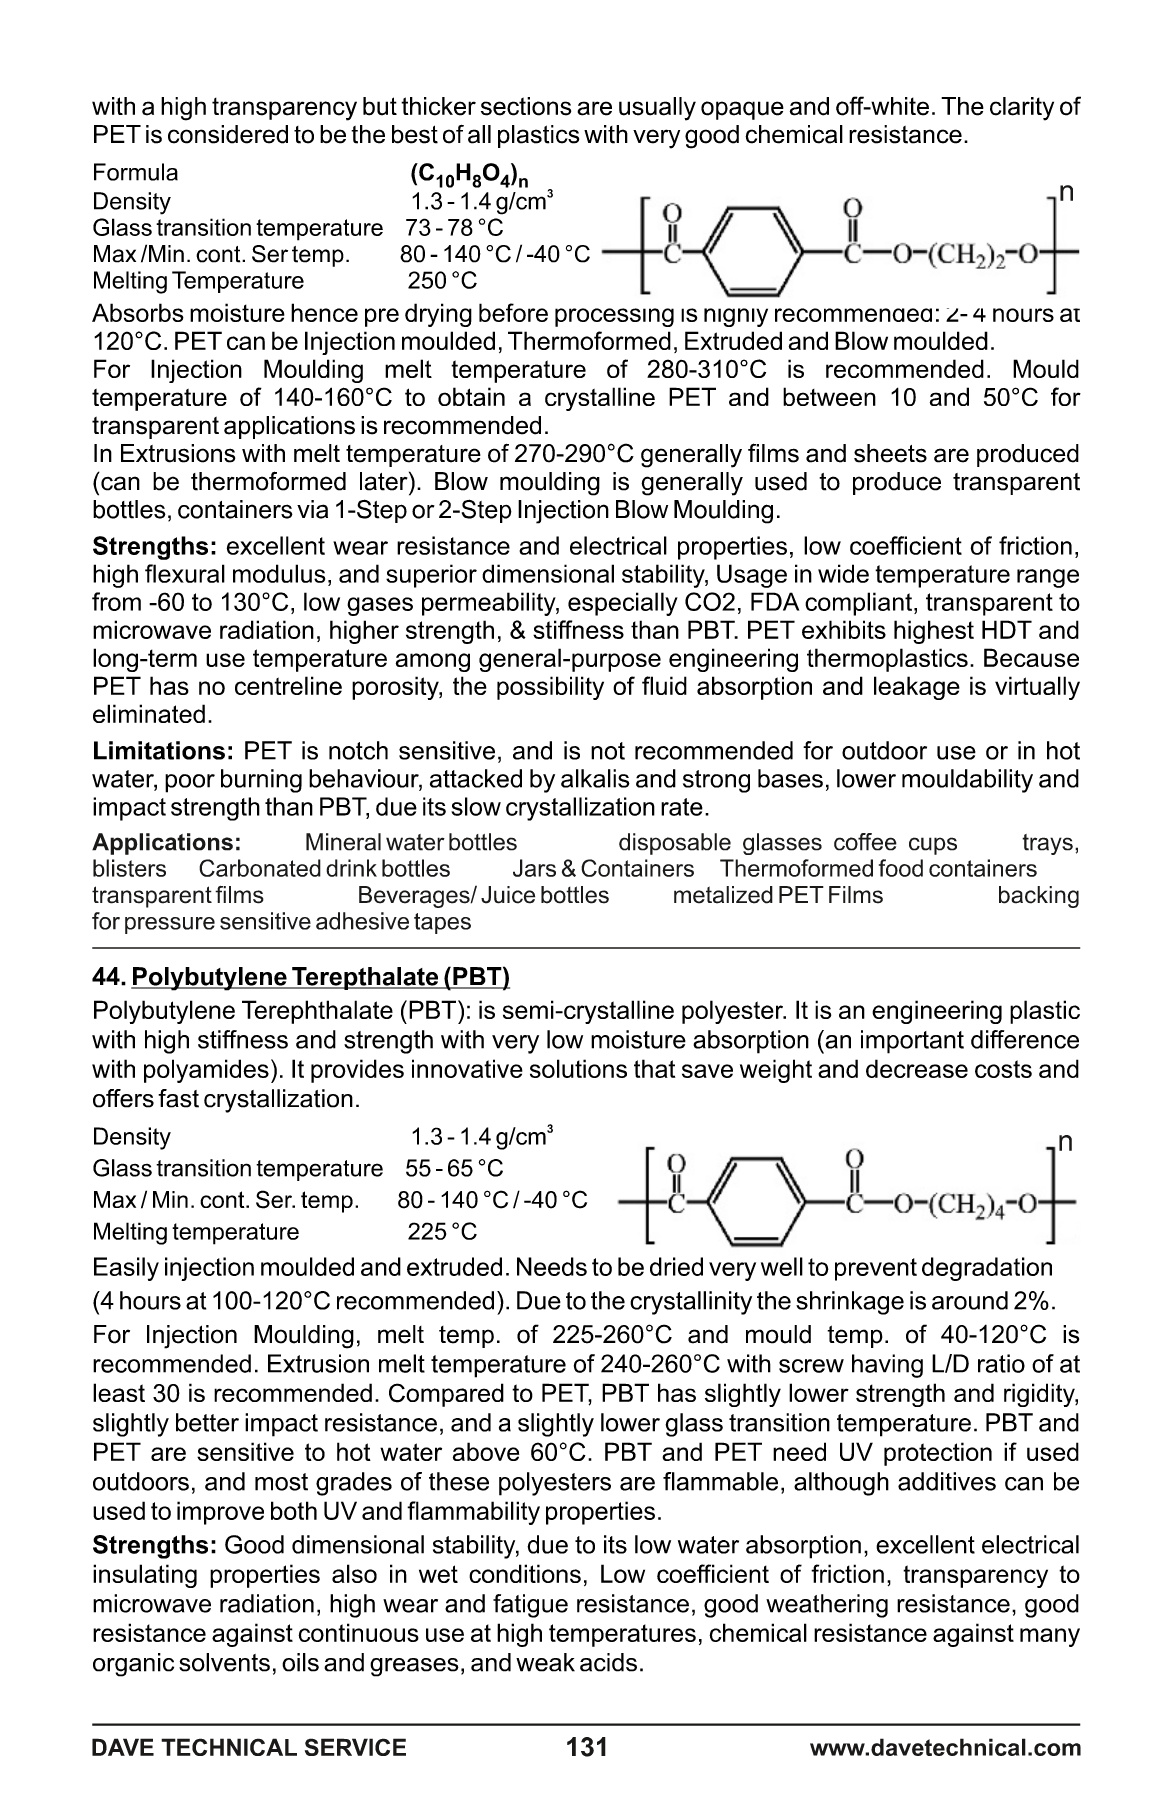 with a high transparency but thicker sections are usually opaque and off-white. The clarity of
PET is considered to be the best of all plastics with very good chemical resistance.
Formula (C10H8O4)n
Density 1.3 - 1.4 g/cm³
Glass transition temperature 73 - 78 °C
Max /Min. cont. Ser temp. 80 - 140 °C / -40 °C
Melting Temperature 250 °C
O O n
C C O-(CH2)2-O
Absorbs moisture hence pre drying before processing is highly recommended: 2- 4 hours at
120°C. PET can be Injection moulded, Thermoformed, Extruded and Blow moulded.
For Injection Moulding melt temperature of 280-310°C is recommended. Mould
temperature of 140-160°C to obtain a crystalline PET and between 10 and 50°C for
transparent applications is recommended.
In Extrusions with melt temperature of 270-290°C generally films and sheets are produced
(can be thermoformed later). Blow moulding is generally used to produce transparent
bottles, containers via 1-Step or 2-Step Injection Blow Moulding.
Strengths: excellent wear resistance and electrical properties, low coefficient of friction,
high flexural modulus, and superior dimensional stability, Usage in wide temperature range
from -60 to 130°C, low gases permeability, especially CO2, FDA compliant, transparent to
microwave radiation, higher strength, & stiffness than PBT. PET exhibits highest HDT and
long-term use temperature among general-purpose engineering thermoplastics. Because
PET has no centreline porosity, the possibility of fluid absorption and leakage is virtually
eliminated.
Limitations: PET is notch sensitive, and is not recommended for outdoor use or in hot
water, poor burning behaviour, attacked by alkalis and strong bases, lower mouldability and
impact strength than PBT, due its slow crystallization rate.
Applications: Mineral water bottles disposable glasses coffee cups trays,
blisters Carbonated drink bottles Jars & Containers Thermoformed food containers
transparent films Beverages/ Juice bottles metalized PET Films backing
for pressure sensitive adhesive tapes
44. Polybutylene Terepthalate (PBT)
Polybutylene Terephthalate (PBT): is semi-crystalline polyester. It is an engineering plastic
with high stiffness and strength with very low moisture absorption (an important difference
with polyamides). It provides innovative solutions that save weight and decrease costs and
offers fast crystallization.
Density 1.3 - 1.4 g/cm³
Glass transition temperature 55 - 65 °C
Max / Min. cont. Ser. temp. 80 - 140 °C / -40 °C
Melting temperature 225 °C
O O n
C C O-(CH2)4-O
Easily injection moulded and extruded. Needs to be dried very well to prevent degradation
(4 hours at 100-120°C recommended). Due to the crystallinity the shrinkage is around 2%.
For Injection Moulding, melt temp. of 225-260°C and mould temp. of 40-120°C is
recommended. Extrusion melt temperature of 240-260°C with screw having L/D ratio of at
least 30 is recommended. Compared to PET, PBT has slightly lower strength and rigidity,
slightly better impact resistance, and a slightly lower glass transition temperature. PBT and
PET are sensitive to hot water above 60°C. PBT and PET need UV protection if used
outdoors, and most grades of these polyesters are flammable, although additives can be
used to improve both UV and flammability properties.
Strengths: Good dimensional stability, due to its low water absorption, excellent electrical
insulating properties also in wet conditions, Low coefficient of friction, transparency to
microwave radiation, high wear and fatigue resistance, good weathering resistance, good
resistance against continuous use at high temperatures, chemical resistance against many
organic solvents, oils and greases, and weak acids.
DAVE TECHNICAL SERVICE 131 www.davetechnical.com